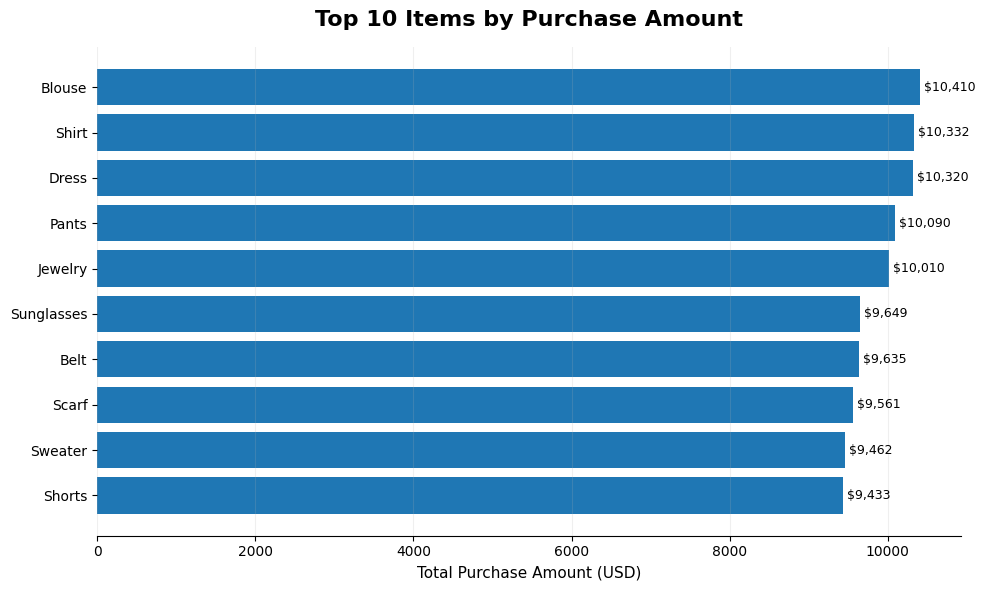 Top 10 Items by Purchase Amount
Blouse $10,410
Shirt $10,332
Dress $10,320
Pants $10,090
Jewelry $10,010
Sunglasses $9,649
Belt $9,635
Scarf $9,561
Sweater $9,462
Shorts $9,433
0 2000 4000 6000 8000 10000
Total Purchase Amount (USD)